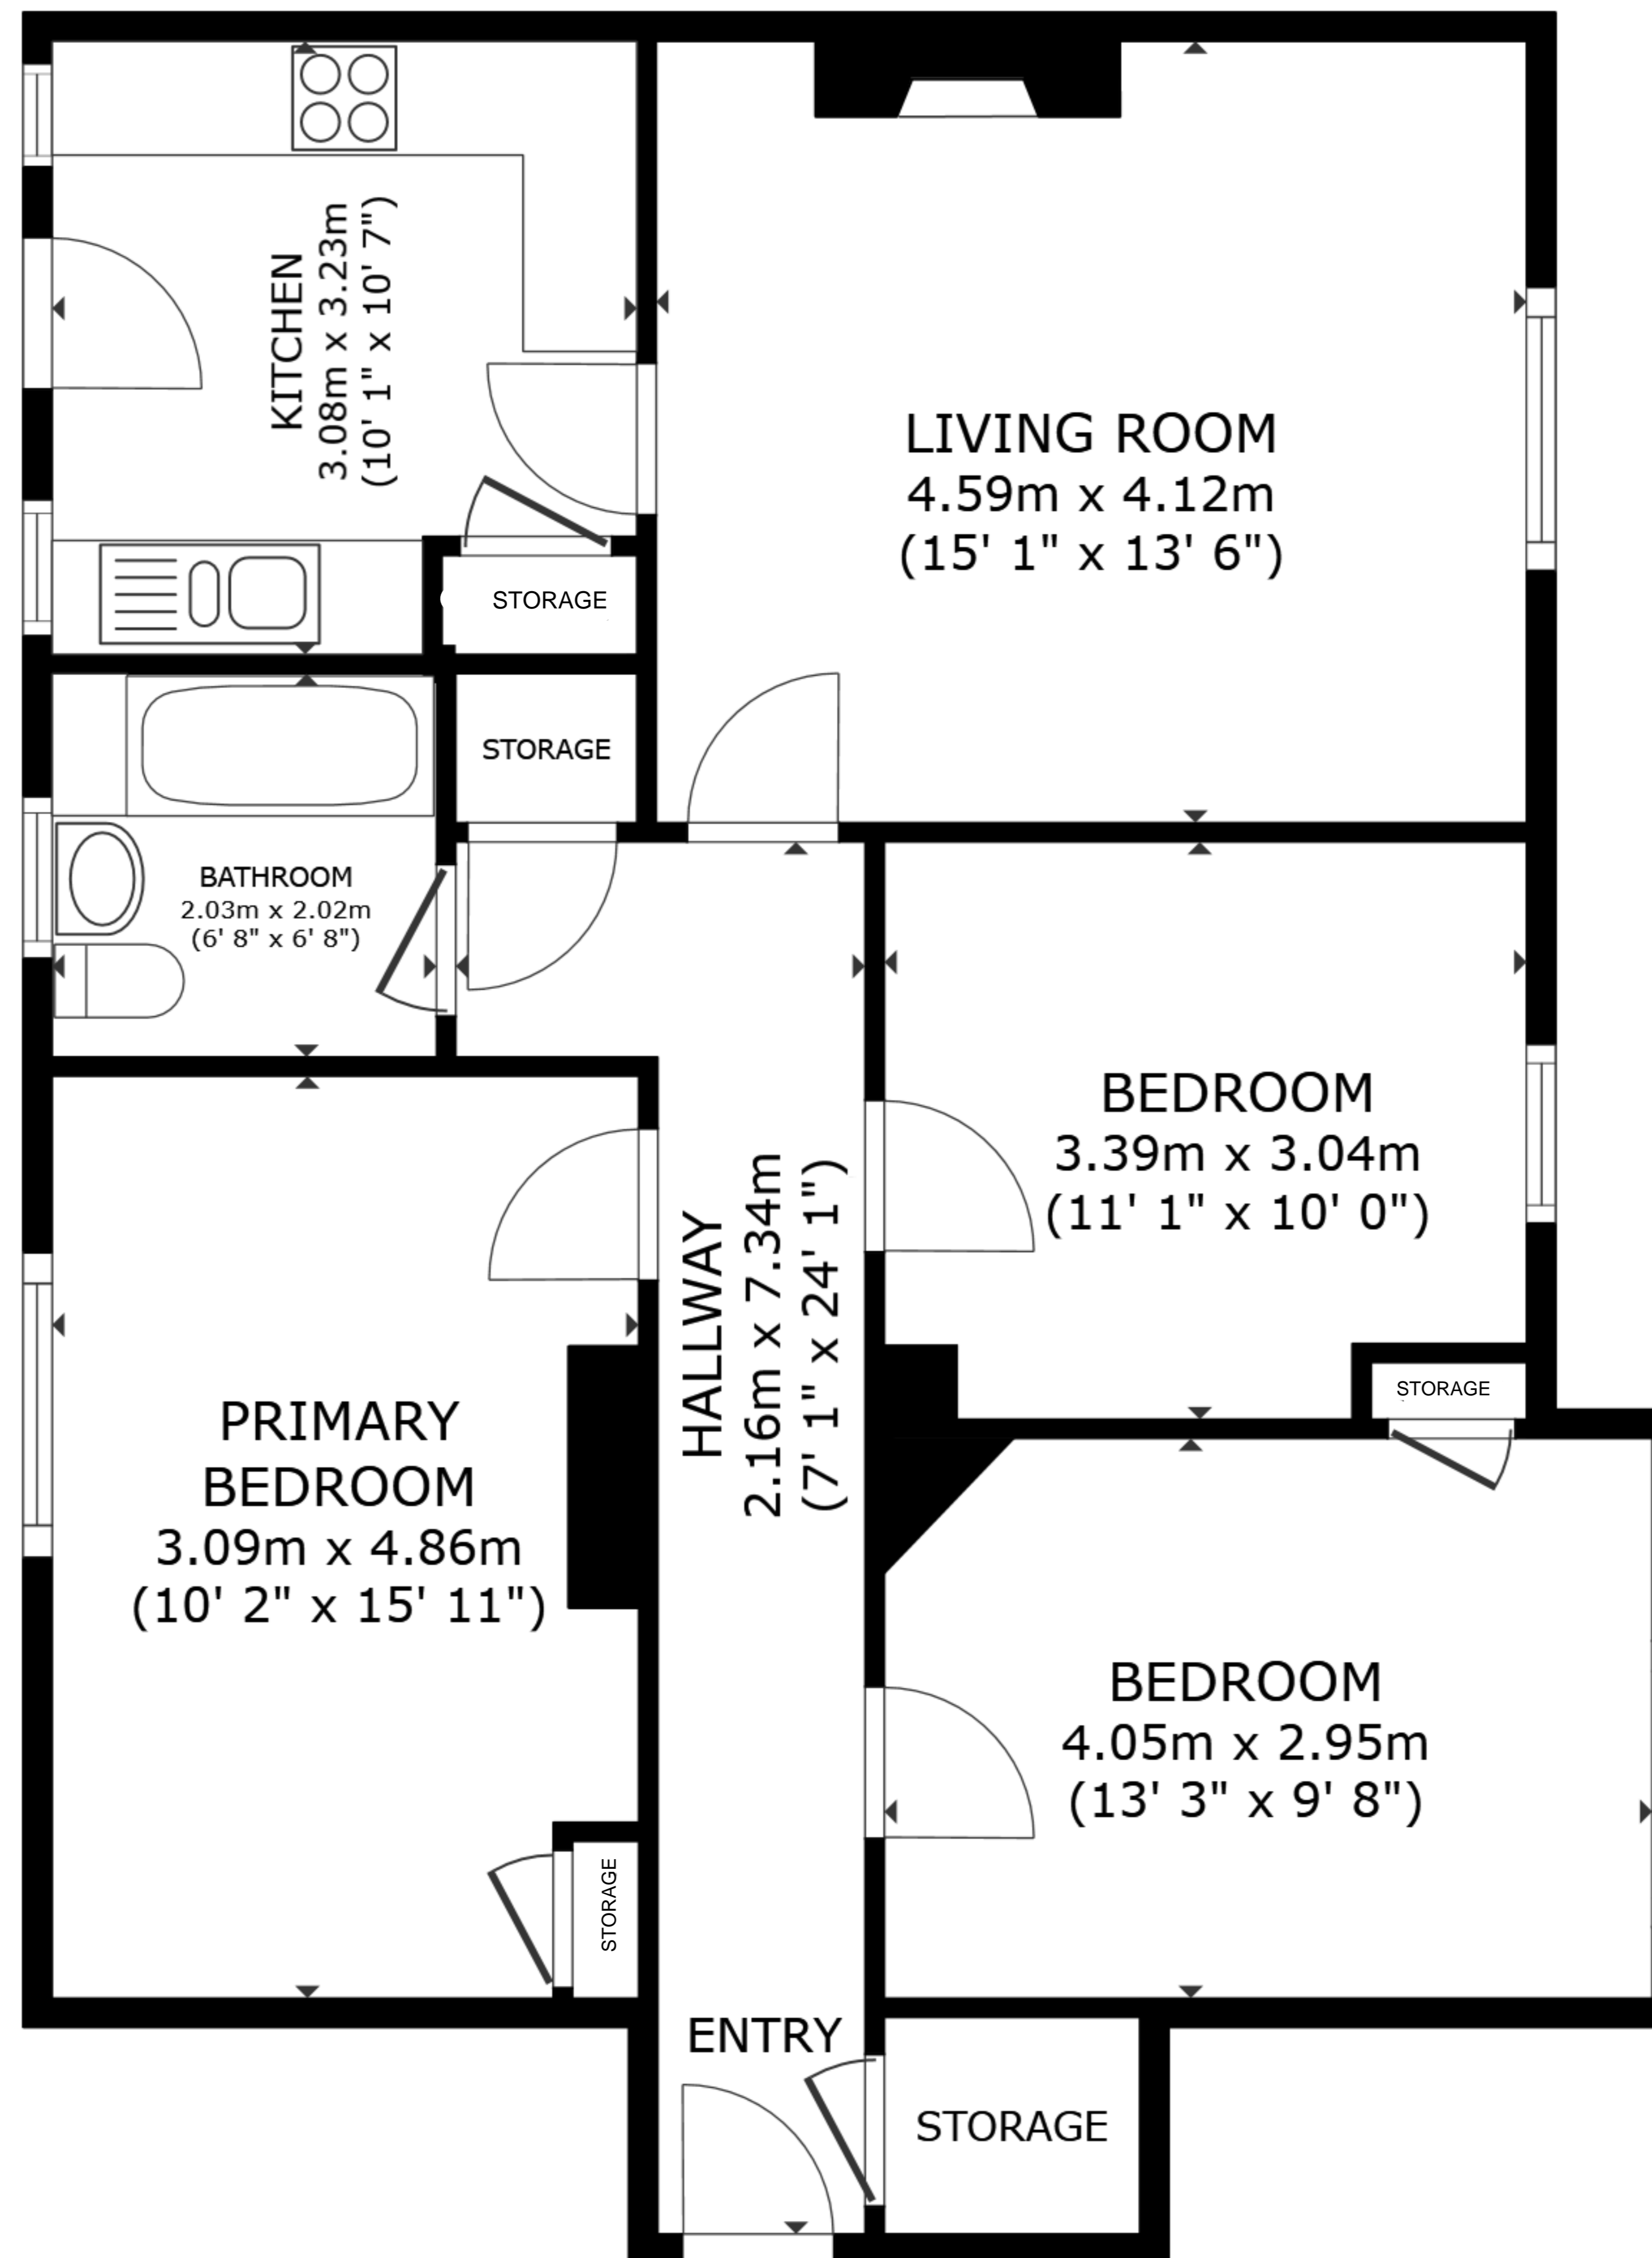 KITCHEN
3.08m x 3.23m
(10' 1" x 10' 7")
LIVING ROOM
4.59m x 4.12m
(15' 1" x 13' 6")
STORAGE
STORAGE
BATHROOM
2.03m x 2.02m
(6' 8" x 6' 8")
HALLWAY
2.16m x 7.34m
(7' 1" x 24' 1")
BEDROOM
3.39m x 3.04m
(11' 1" x 10' 0")
STORAGE
PRIMARY
BEDROOM
3.09m x 4.86m
(10' 2" x 15' 11")
BEDROOM
4.05m x 2.95m
(13' 3" x 9' 8")
STORAGE
ENTRY
STORAGE